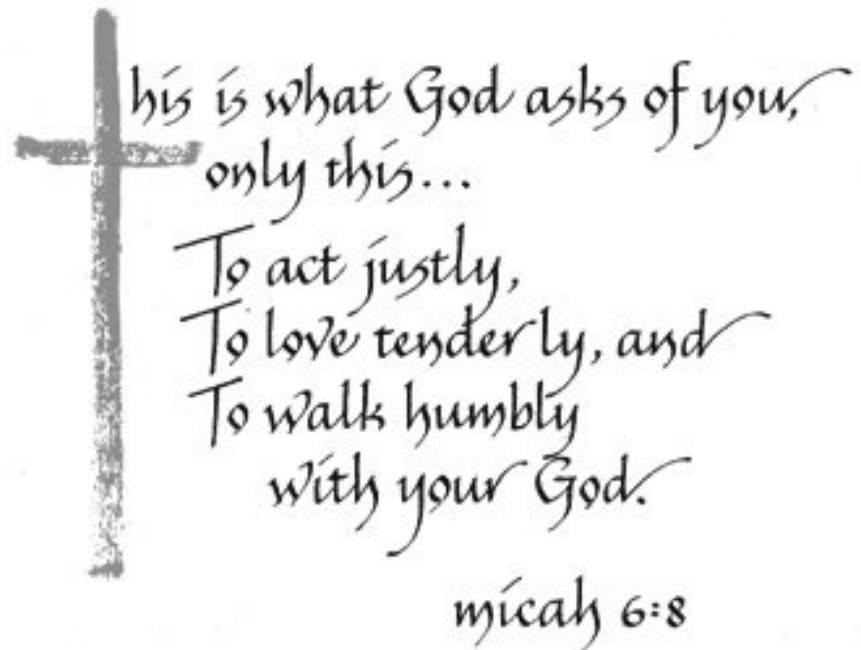 This is what God asks of you,
only this...
To act justly,
To love tenderly, and
To walk humbly
with your God.
micah 6:8